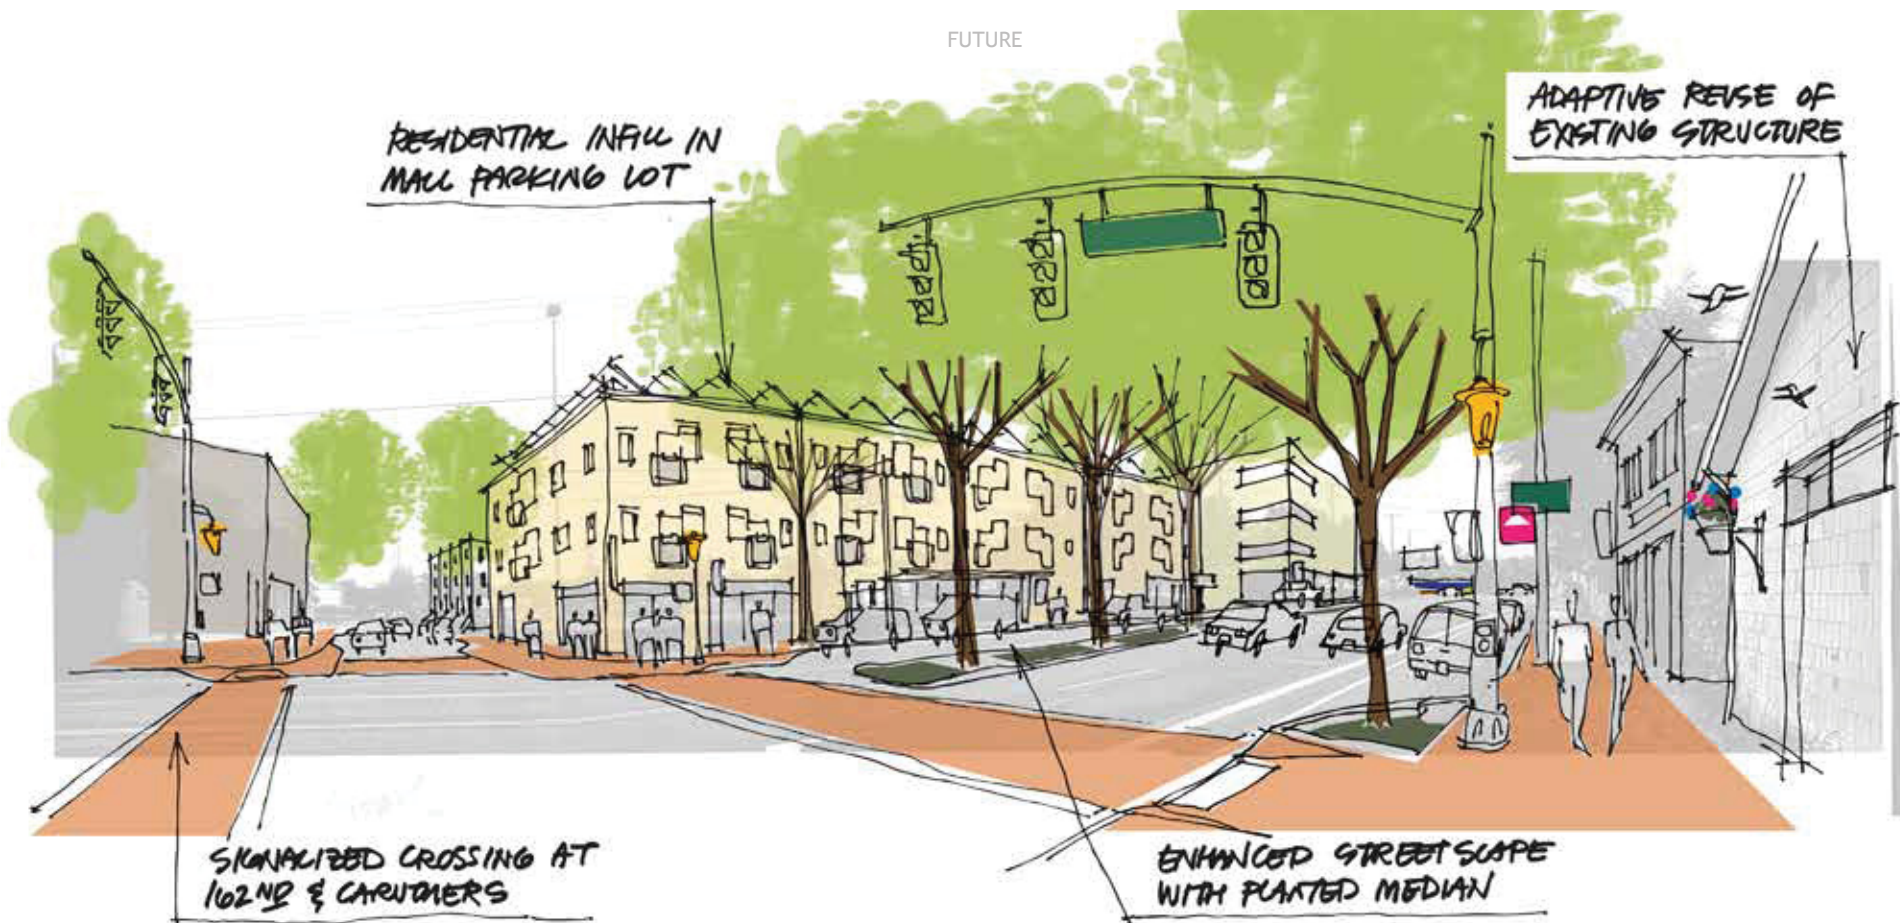 FUTURE
RESIDENTIAL INFILL IN
MALL PARKING LOT
ADAPTIVE REUSE OF
EXISTING STRUCTURE
SIGNALIZED CROSSING AT
162ND & CARUTHERS
ENHANCED STREETSCAPE
WITH PLANTED MEDIAN